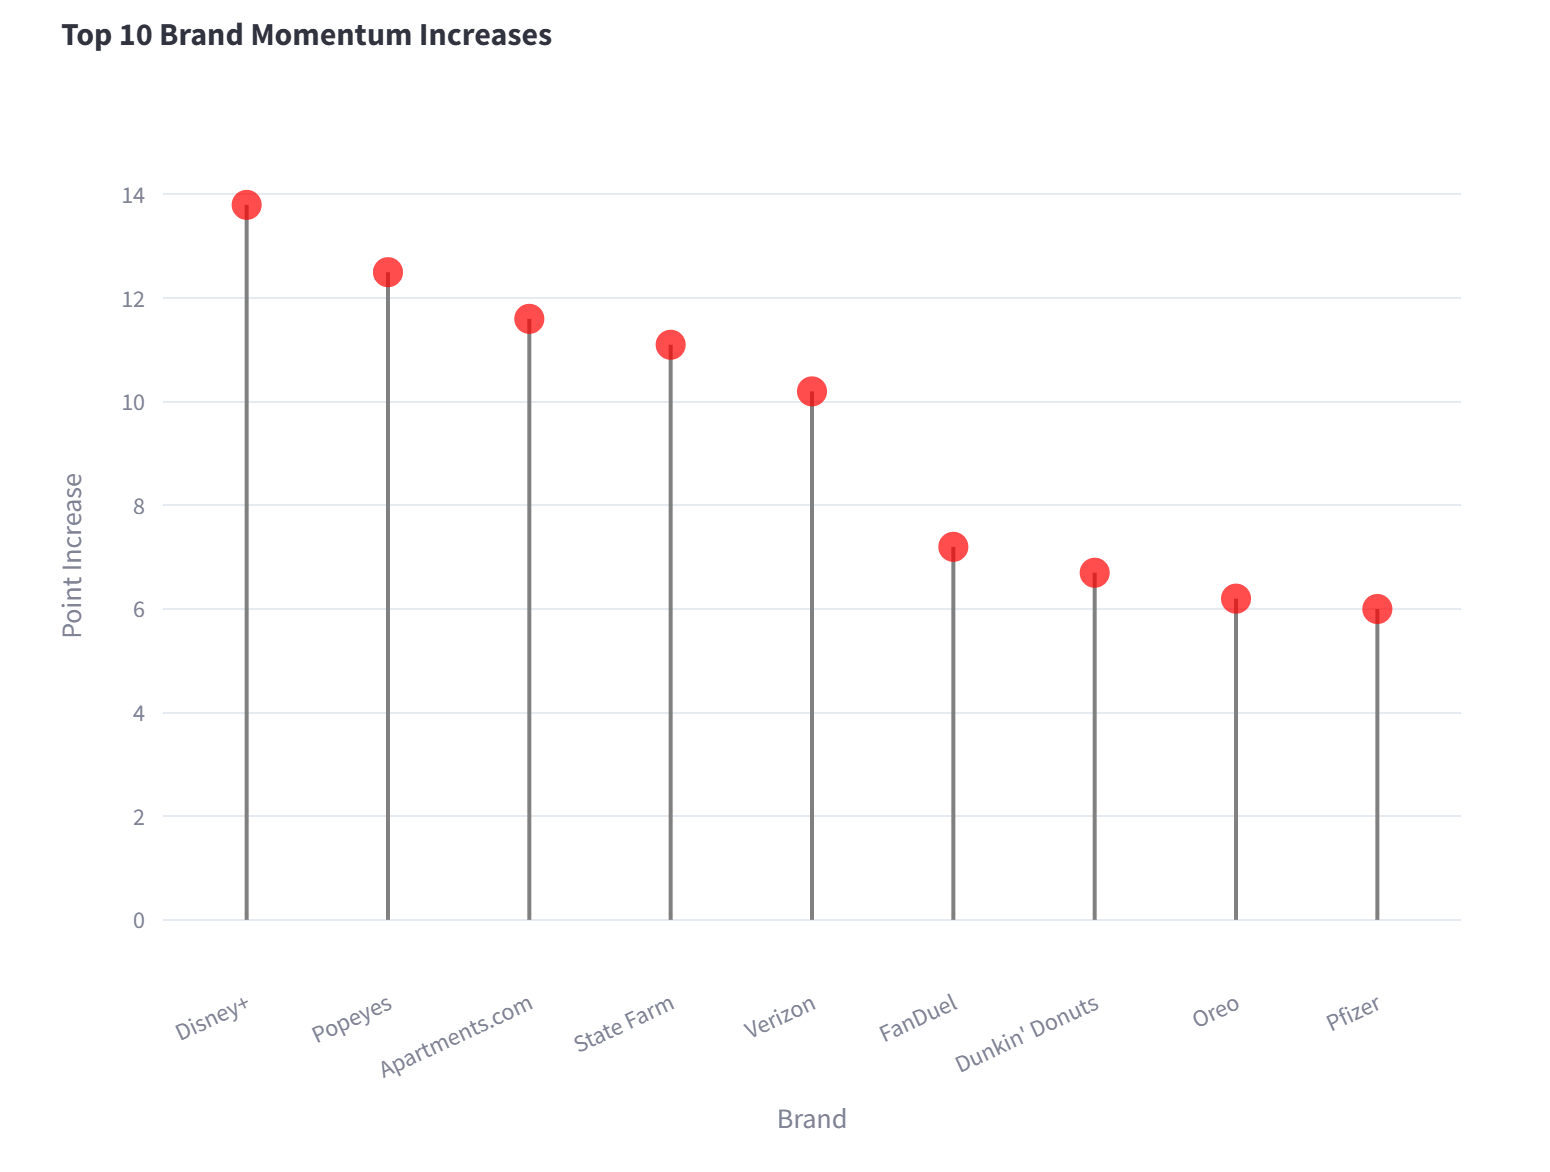 Top 10 Brand Momentum Increases
14
12
10
8
6
4
2
0
Point Increase
Disney+
Popeyes
Apartments.com
State Farm
Verizon
FanDuel
Dunkin' Donuts
Oreo
Pfizer
Brand